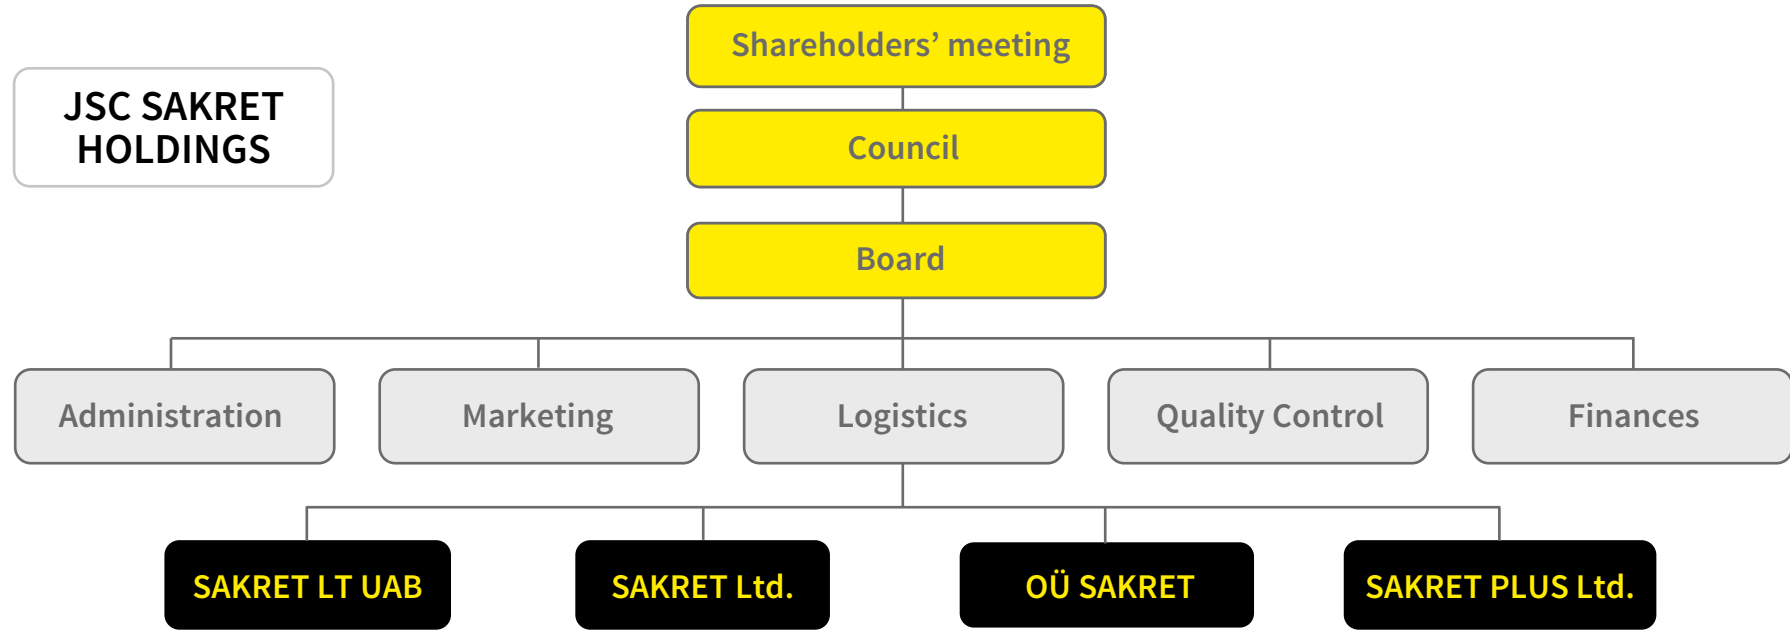 Shareholders’ meeting
JSC SAKRET
HOLDINGS
Council
Board
Administration
Marketing
Logistics
Quality Control
Finances
SAKRET LT UAB
SAKRET Ltd.
OÜ SAKRET
SAKRET PLUS Ltd.